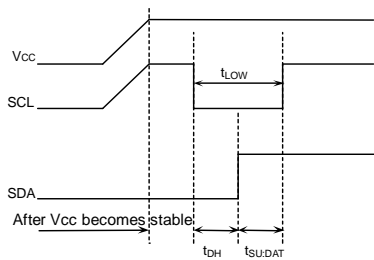 Vcc
tLOW
SCL
SDA
After Vcc becomes stable
tDH
tSU:DAT